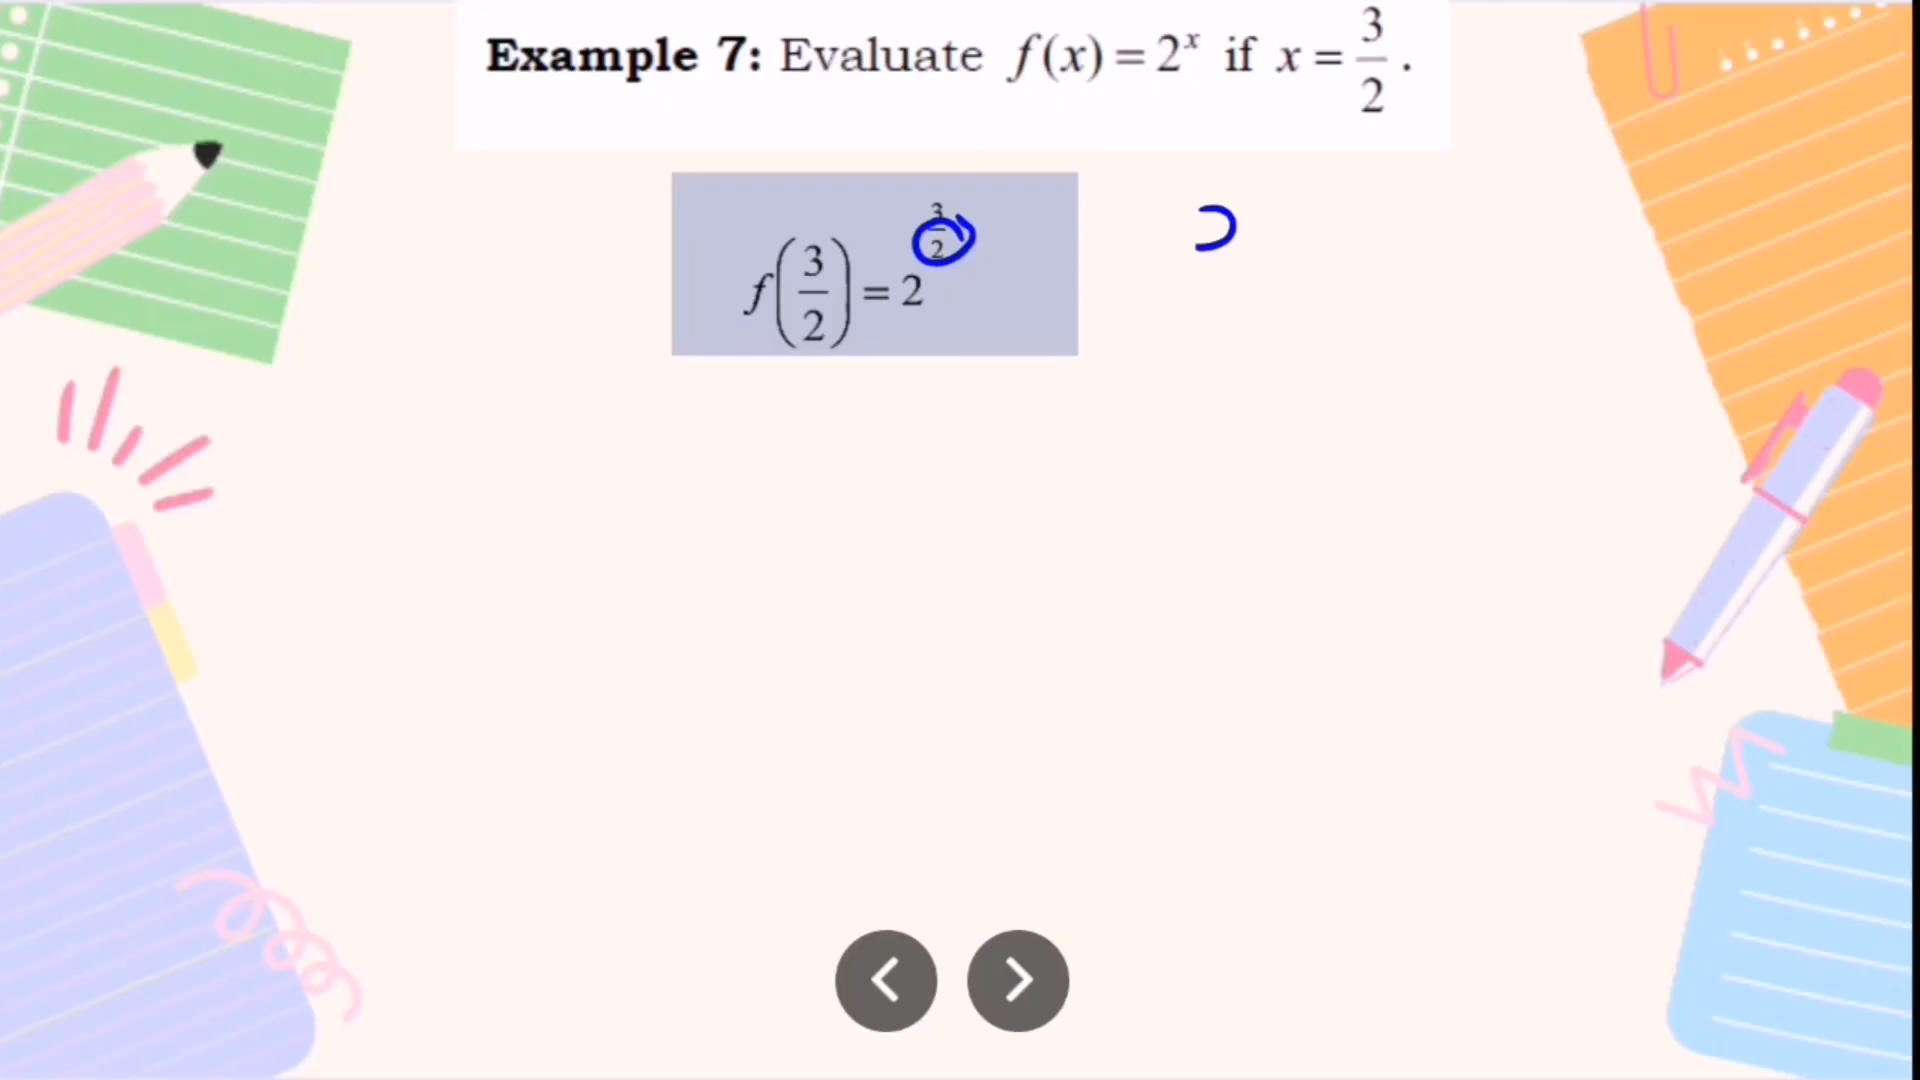 Example 7: Evaluate f(x) = 2^x if x = 3/2 .
f(3/2) = 2^(3/2)